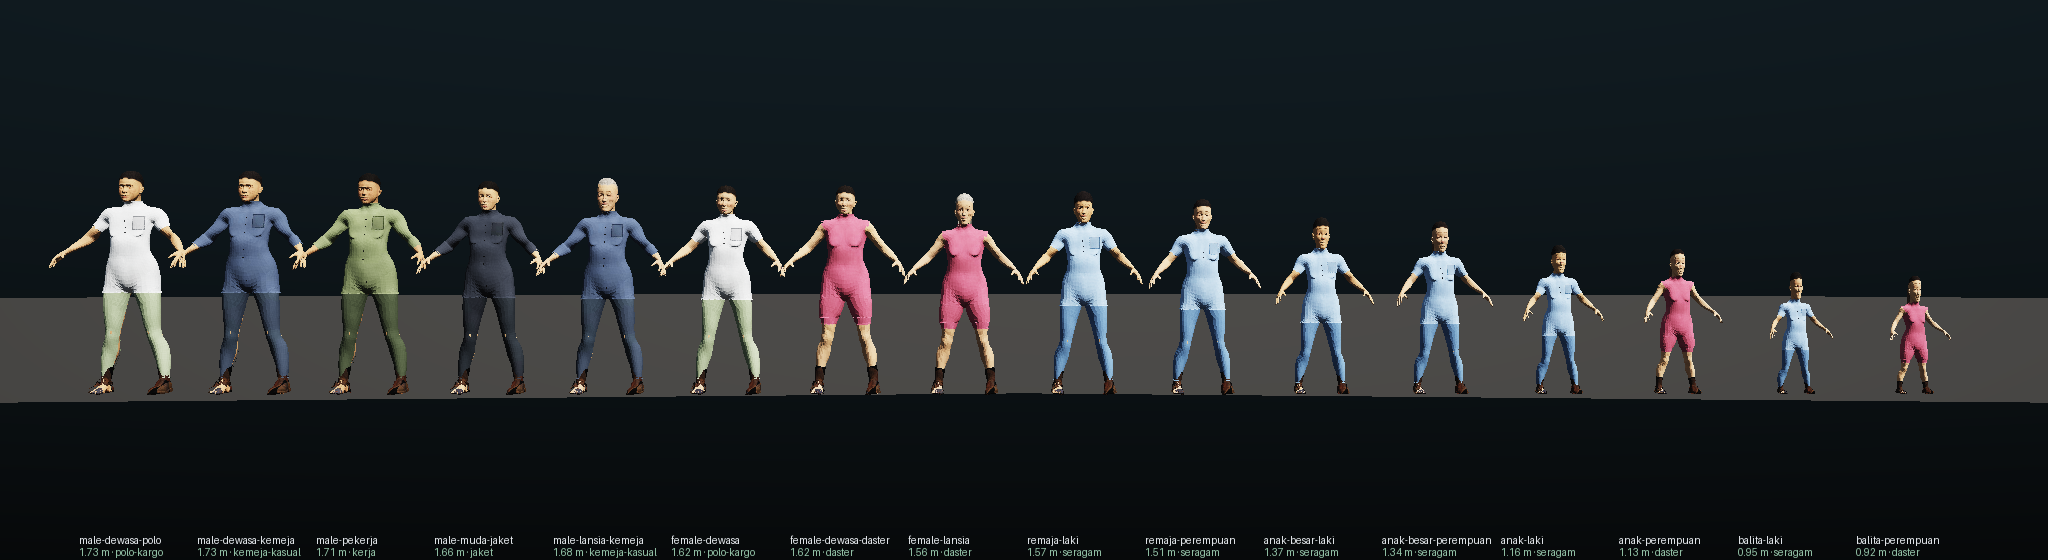 male-dewasa-polo
1.73 m·polo-kargo
male-dewasa-kemeja
1.73 m·kemeja-kasual
male-pekerja
1.71 m·kerja
male-muda-jaket
1.66 m·jaket
male-lansia-kemeja
1.68 m·kemeja-kasual
female-dewasa
1.62 m·polo-kargo
female-dewasa-daster
1.62 m·daster
female-lansia
1.56 m·daster
remaja-laki
1.57 m·seragam
remaja-perempuan
1.51 m·seragam
anak-besar-laki
1.37 m·seragam
anak-besar-perempuan
1.34 m·seragam
anak-laki
1.16 m·seragam
anak-perempuan
1.13 m·daster
balita-laki
0.95 m·seragam
balita-perempuan
0.92 m·daster